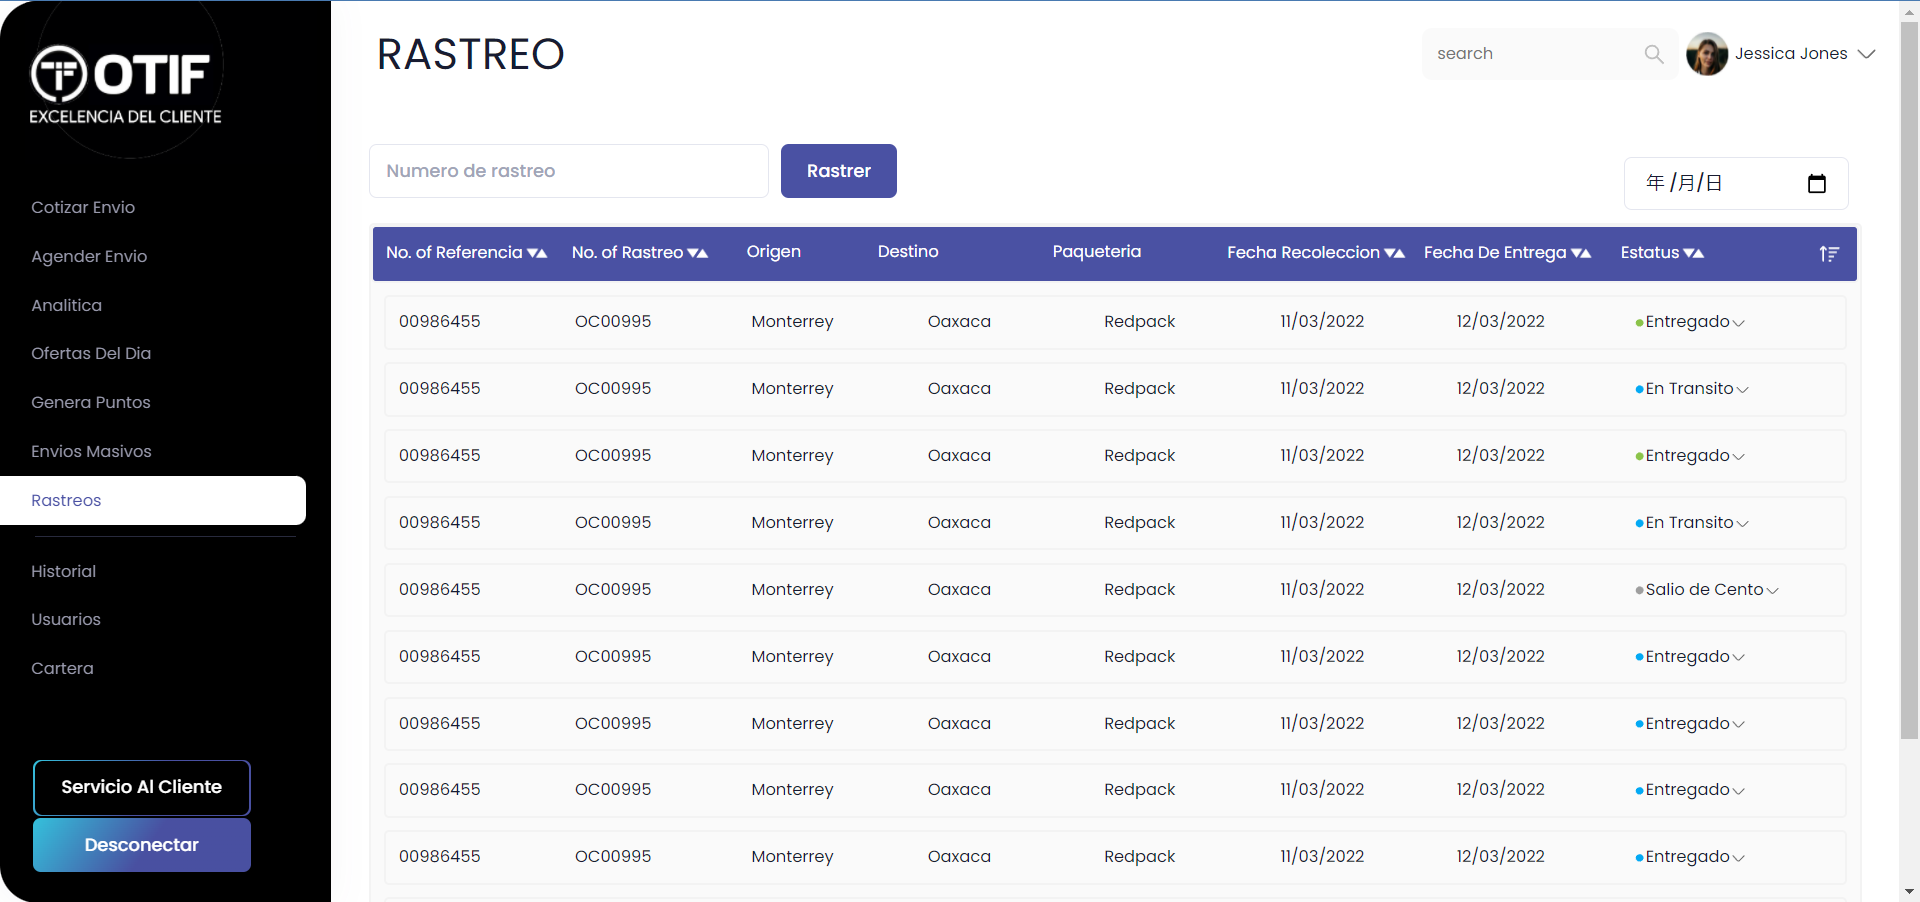 OTIF
EXCELENCIA DEL CLIENTE
Cotizar Envio
Agender Envio
Analitica
Ofertas Del Dia
Genera Puntos
Envios Masivos
Rastreos
Historial
Usuarios
Cartera
Servicio Al Cliente
Desconectar
RASTREO
search
Jessica Jones
Numero de rastreo
Rastrer
年 /月/日
No. of Referencia No. of Rastreo Origen Destino Paqueteria Fecha Recoleccion Fecha De Entrega Estatus
00986455 OC00995 Monterrey Oaxaca Redpack 11/03/2022 12/03/2022 Entregado
00986455 OC00995 Monterrey Oaxaca Redpack 11/03/2022 12/03/2022 En Transito
00986455 OC00995 Monterrey Oaxaca Redpack 11/03/2022 12/03/2022 Entregado
00986455 OC00995 Monterrey Oaxaca Redpack 11/03/2022 12/03/2022 En Transito
00986455 OC00995 Monterrey Oaxaca Redpack 11/03/2022 12/03/2022 Salio de Cento
00986455 OC00995 Monterrey Oaxaca Redpack 11/03/2022 12/03/2022 Entregado
00986455 OC00995 Monterrey Oaxaca Redpack 11/03/2022 12/03/2022 Entregado
00986455 OC00995 Monterrey Oaxaca Redpack 11/03/2022 12/03/2022 Entregado
00986455 OC00995 Monterrey Oaxaca Redpack 11/03/2022 12/03/2022 Entregado